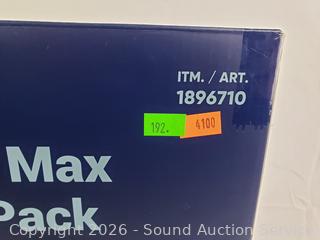 ITM. / ART.
1896710
192.
4100
Max
Pack
Copyright 2026 - Sound Auction Service